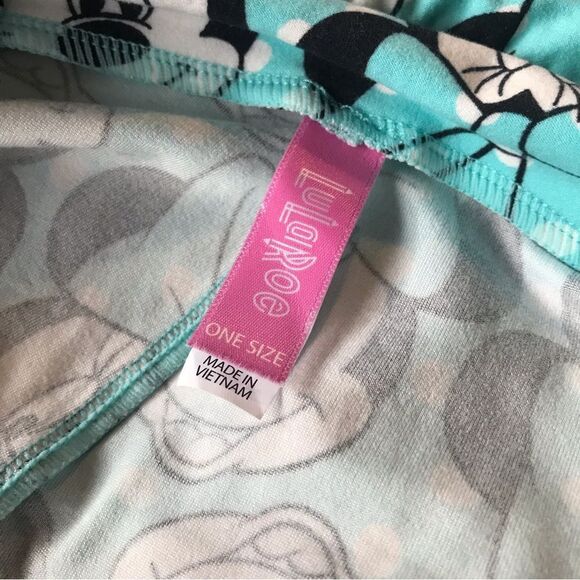 LuLaRoe
ONE SIZE
MADE IN
VIETNAM